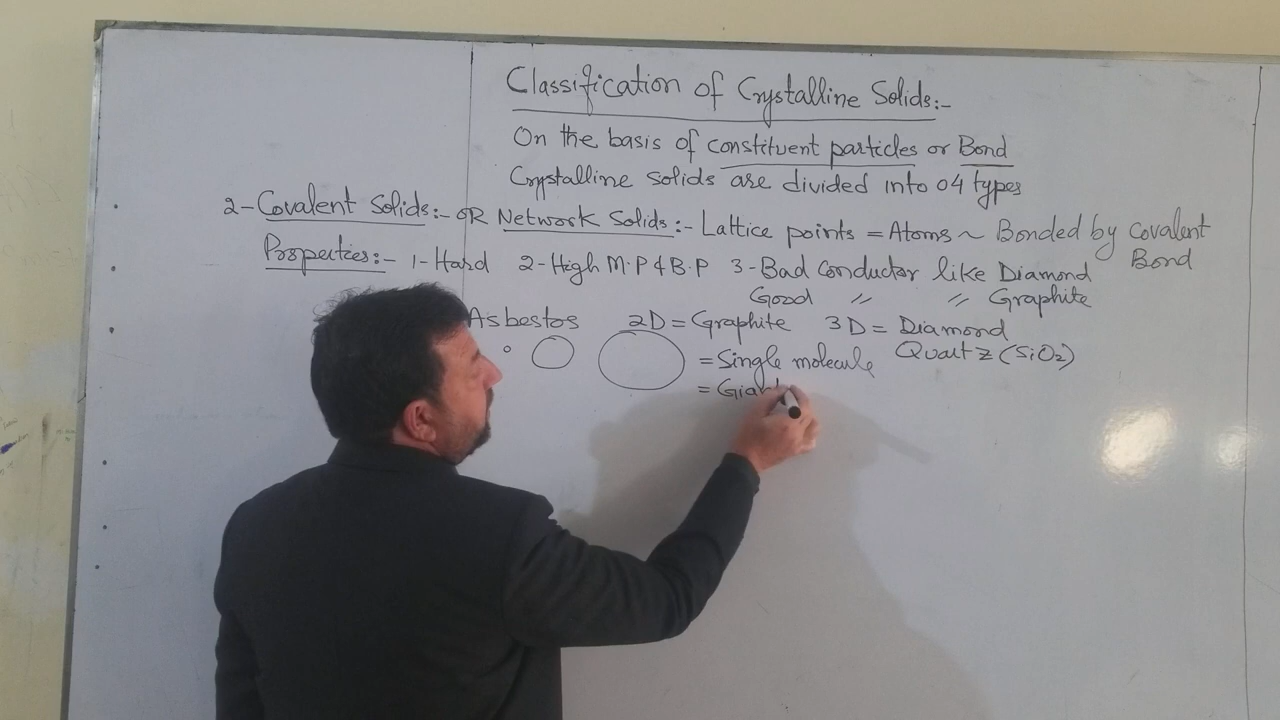 Classification of Crystalline Solids:-
On the basis of constituent particles or Bond
Crystalline solids are divided into 04 types
2-Covalent Solids:- OR Network Solids:- Lattice points = Atoms ~ Bonded by Covalent Bond
Properties:- 1-Hard 2-High M.P & B.P 3-Bad Conductor like Diamond
Good " " Graphite
Asbestos 2D = Graphite 3D = Diamond
= Single molecule Quartz (SiO2)
= Giant